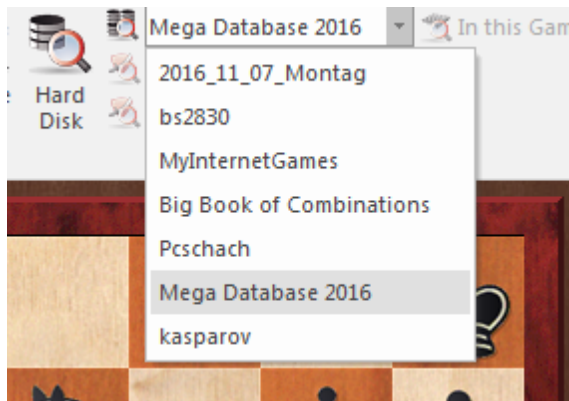 Mega Database 2016
In this Gam
Hard
Disk
2016_11_07_Montag
bs2830
MyInternetGames
Big Book of Combinations
Pcschach
Mega Database 2016
kasparov